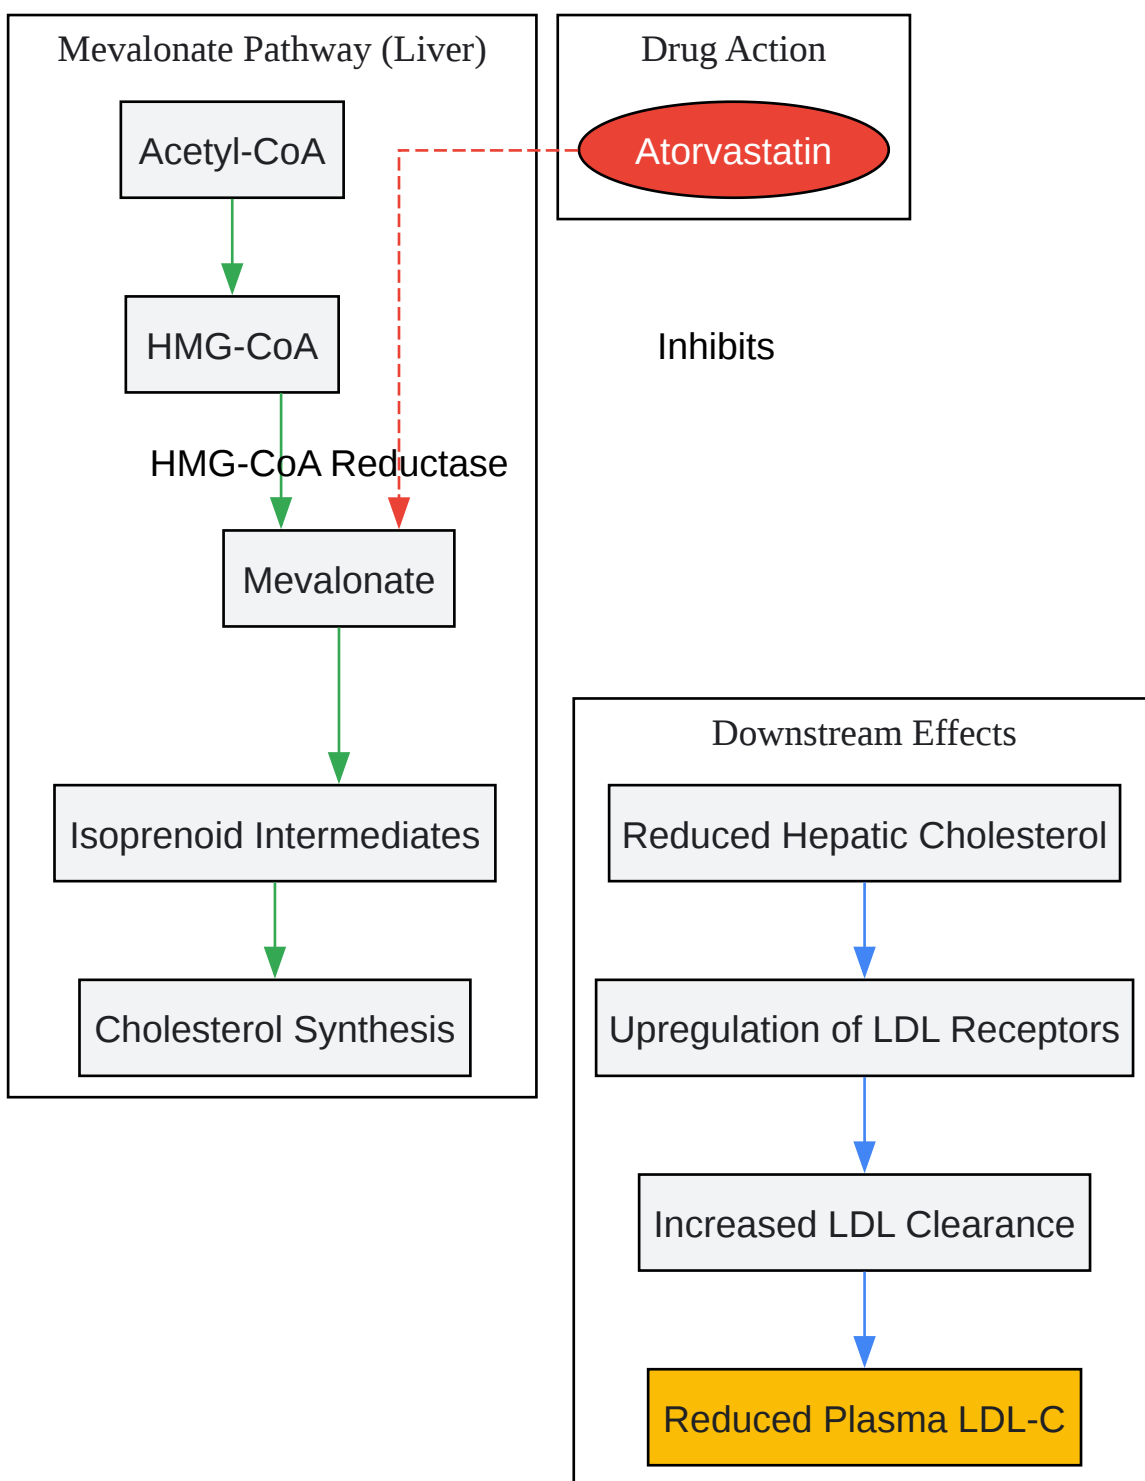 Mevalonate Pathway (Liver)
Acetyl-CoA
HMG-CoA
HMG-CoA Reductase
Mevalonate
Isoprenoid Intermediates
Cholesterol Synthesis
Drug Action
Atorvastatin
Inhibits
Downstream Effects
Reduced Hepatic Cholesterol
Upregulation of LDL Receptors
Increased LDL Clearance
Reduced Plasma LDL-C